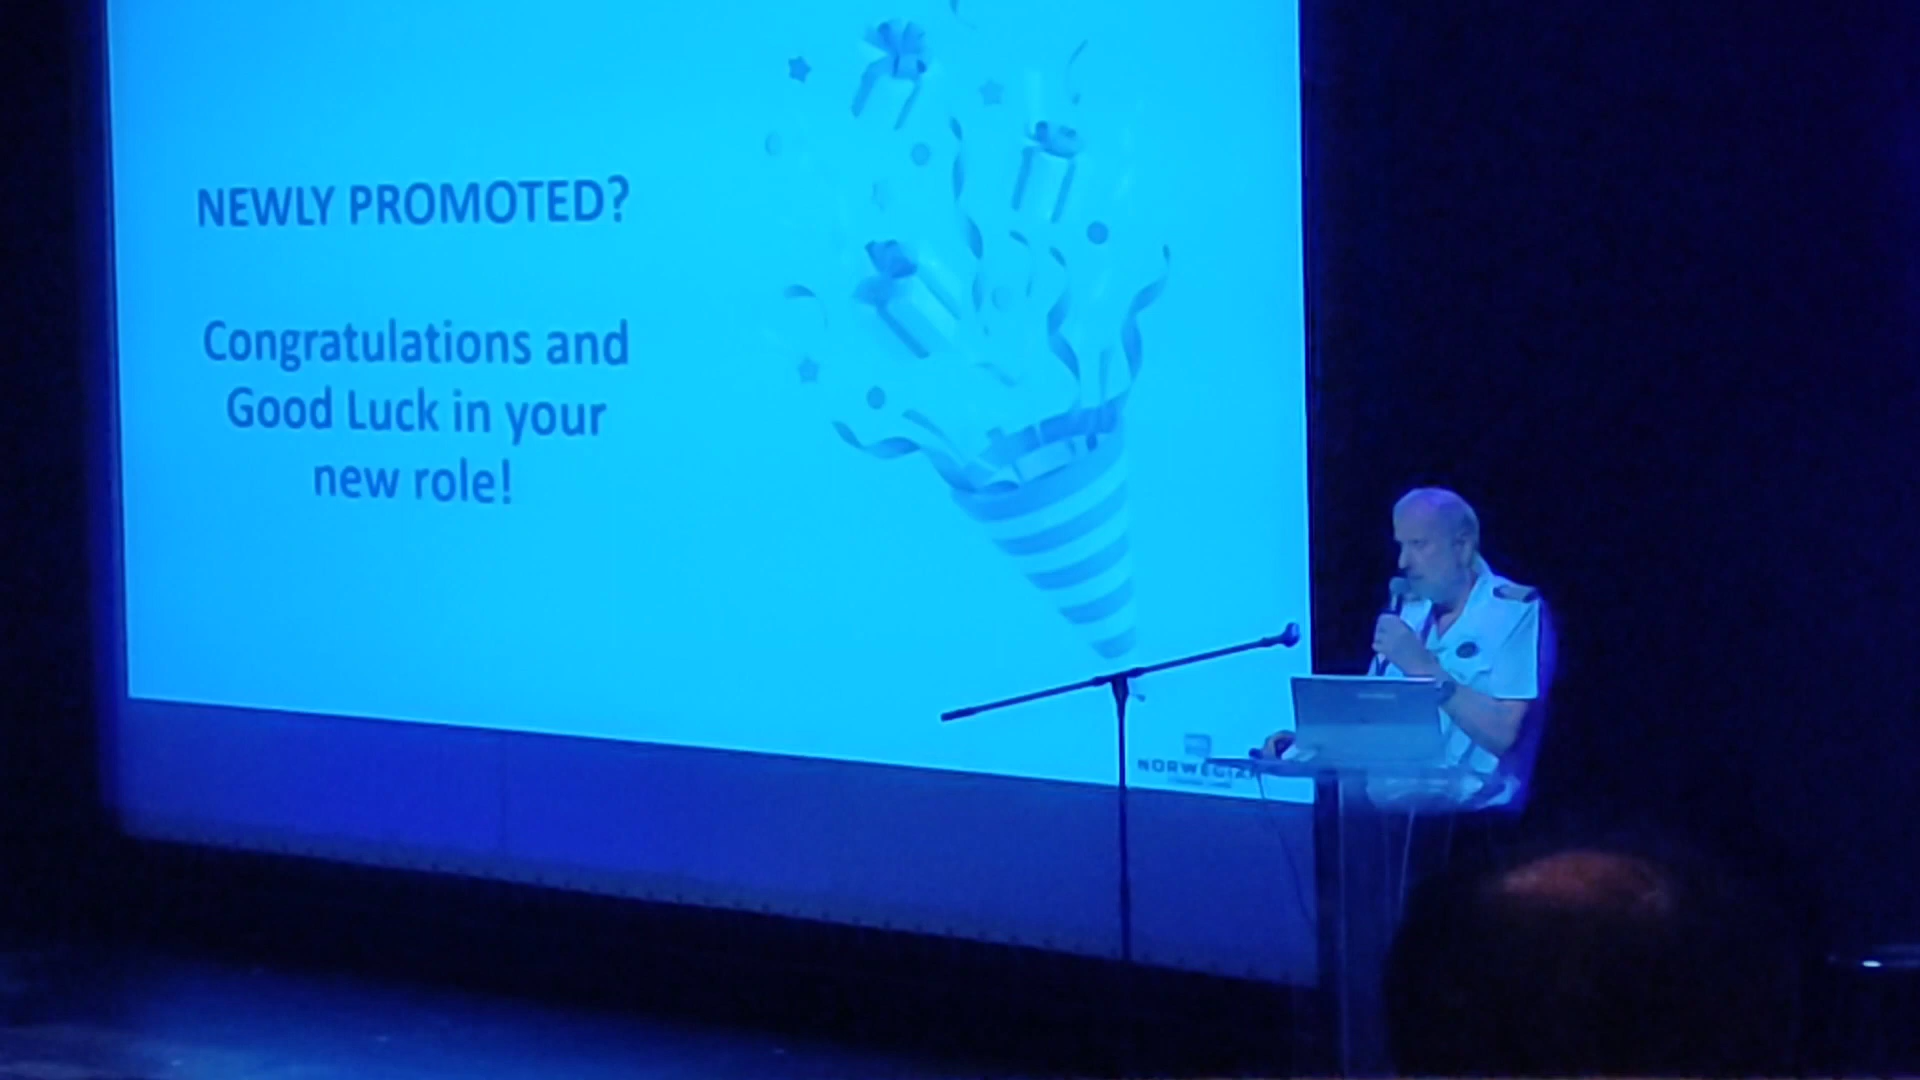 NEWLY PROMOTED?
Congratulations and
Good Luck in your
new role!